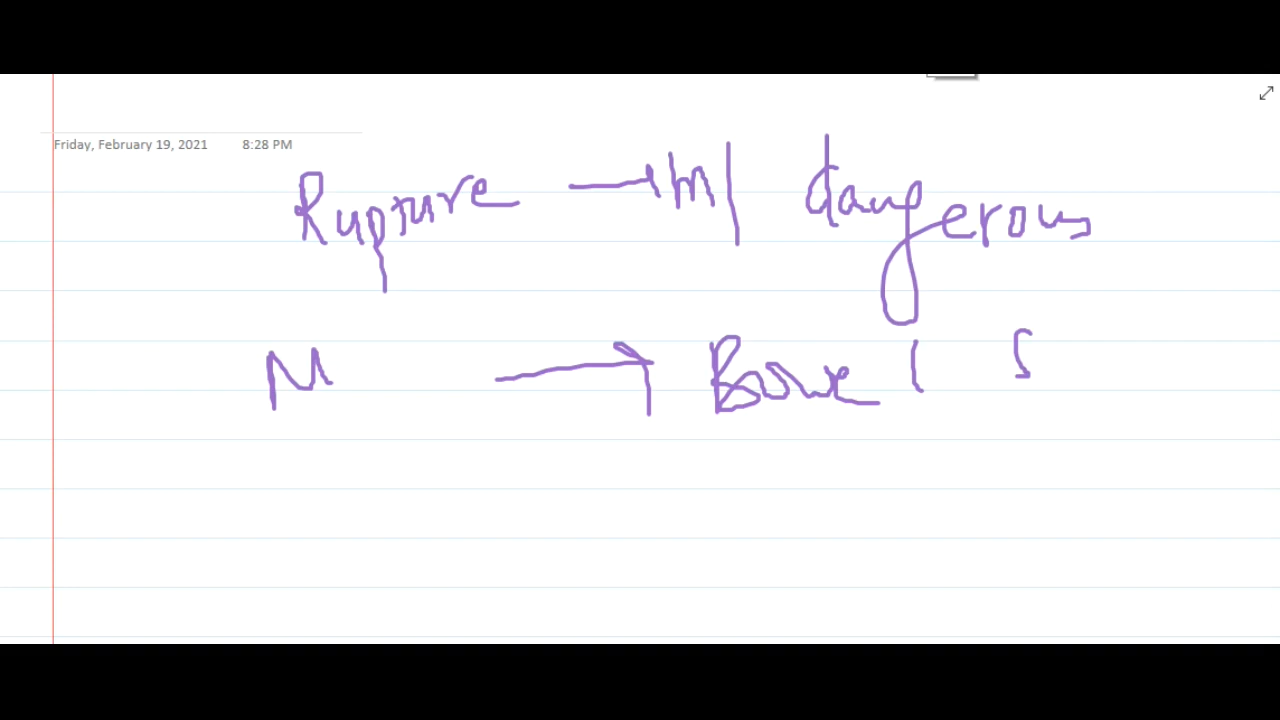 Friday, February 19, 2021 8:28 PM
Rupture → m/ dangerous
M → Bowel S